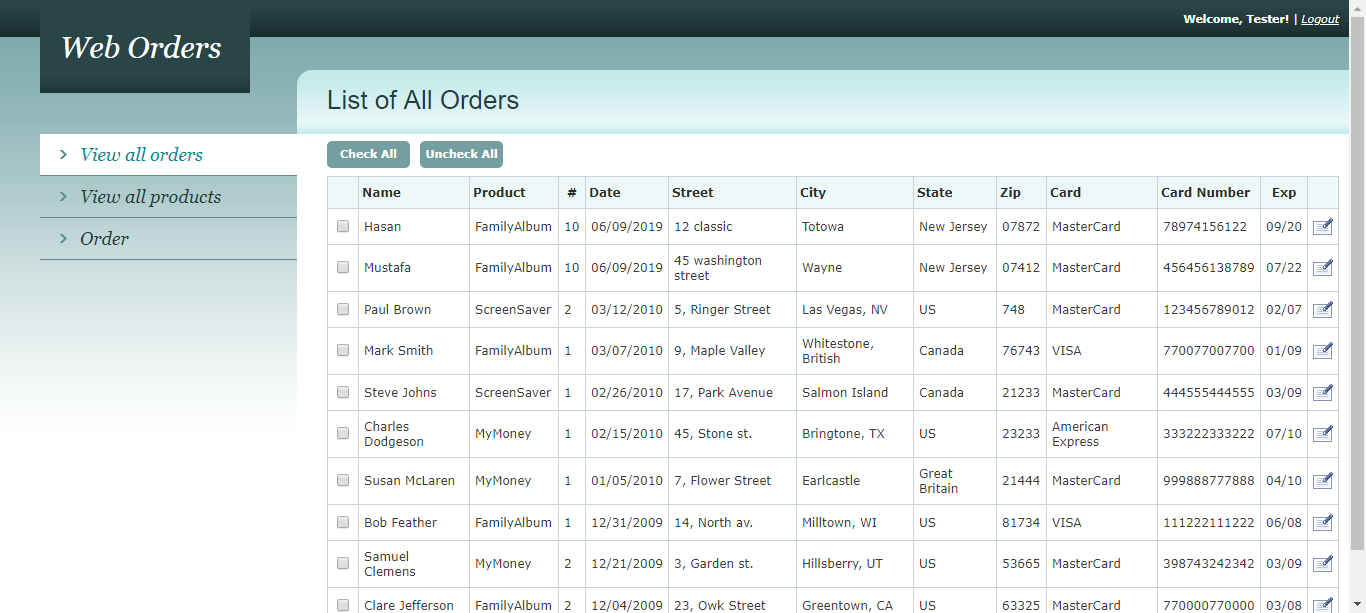 Welcome, Tester! | Logout
Web Orders
List of All Orders
> View all orders
> View all products
> Order
Check All Uncheck All
Name Product # Date Street City State Zip Card Card Number Exp
Hasan FamilyAlbum 10 06/09/2019 12 classic Totowa New Jersey 07872 MasterCard 78974156122 09/20
Mustafa FamilyAlbum 10 06/09/2019 45 washington street Wayne New Jersey 07412 MasterCard 456456138789 07/22
Paul Brown ScreenSaver 2 03/12/2010 5, Ringer Street Las Vegas, NV US 748 MasterCard 123456789012 02/07
Mark Smith FamilyAlbum 1 03/07/2010 9, Maple Valley Whitestone, British Canada 76743 VISA 770077007700 01/09
Steve Johns ScreenSaver 1 02/26/2010 17, Park Avenue Salmon Island Canada 21233 MasterCard 444555444555 03/09
Charles Dodgeson MyMoney 1 02/15/2010 45, Stone st. Bringtone, TX US 23233 American Express 333222333222 07/10
Susan McLaren MyMoney 1 01/05/2010 7, Flower Street Earlcastle Great Britain 21444 MasterCard 999888777888 04/10
Bob Feather FamilyAlbum 1 12/31/2009 14, North av. Milltown, WI US 81734 VISA 111222111222 06/08
Samuel Clemens MyMoney 2 12/21/2009 3, Garden st. Hillsberry, UT US 53665 MasterCard 398743242342 03/09
Clare Jefferson FamilyAlbum 2 12/04/2009 23, Owk Street Greentown, CA US 63325 MasterCard 770000770000 03/08